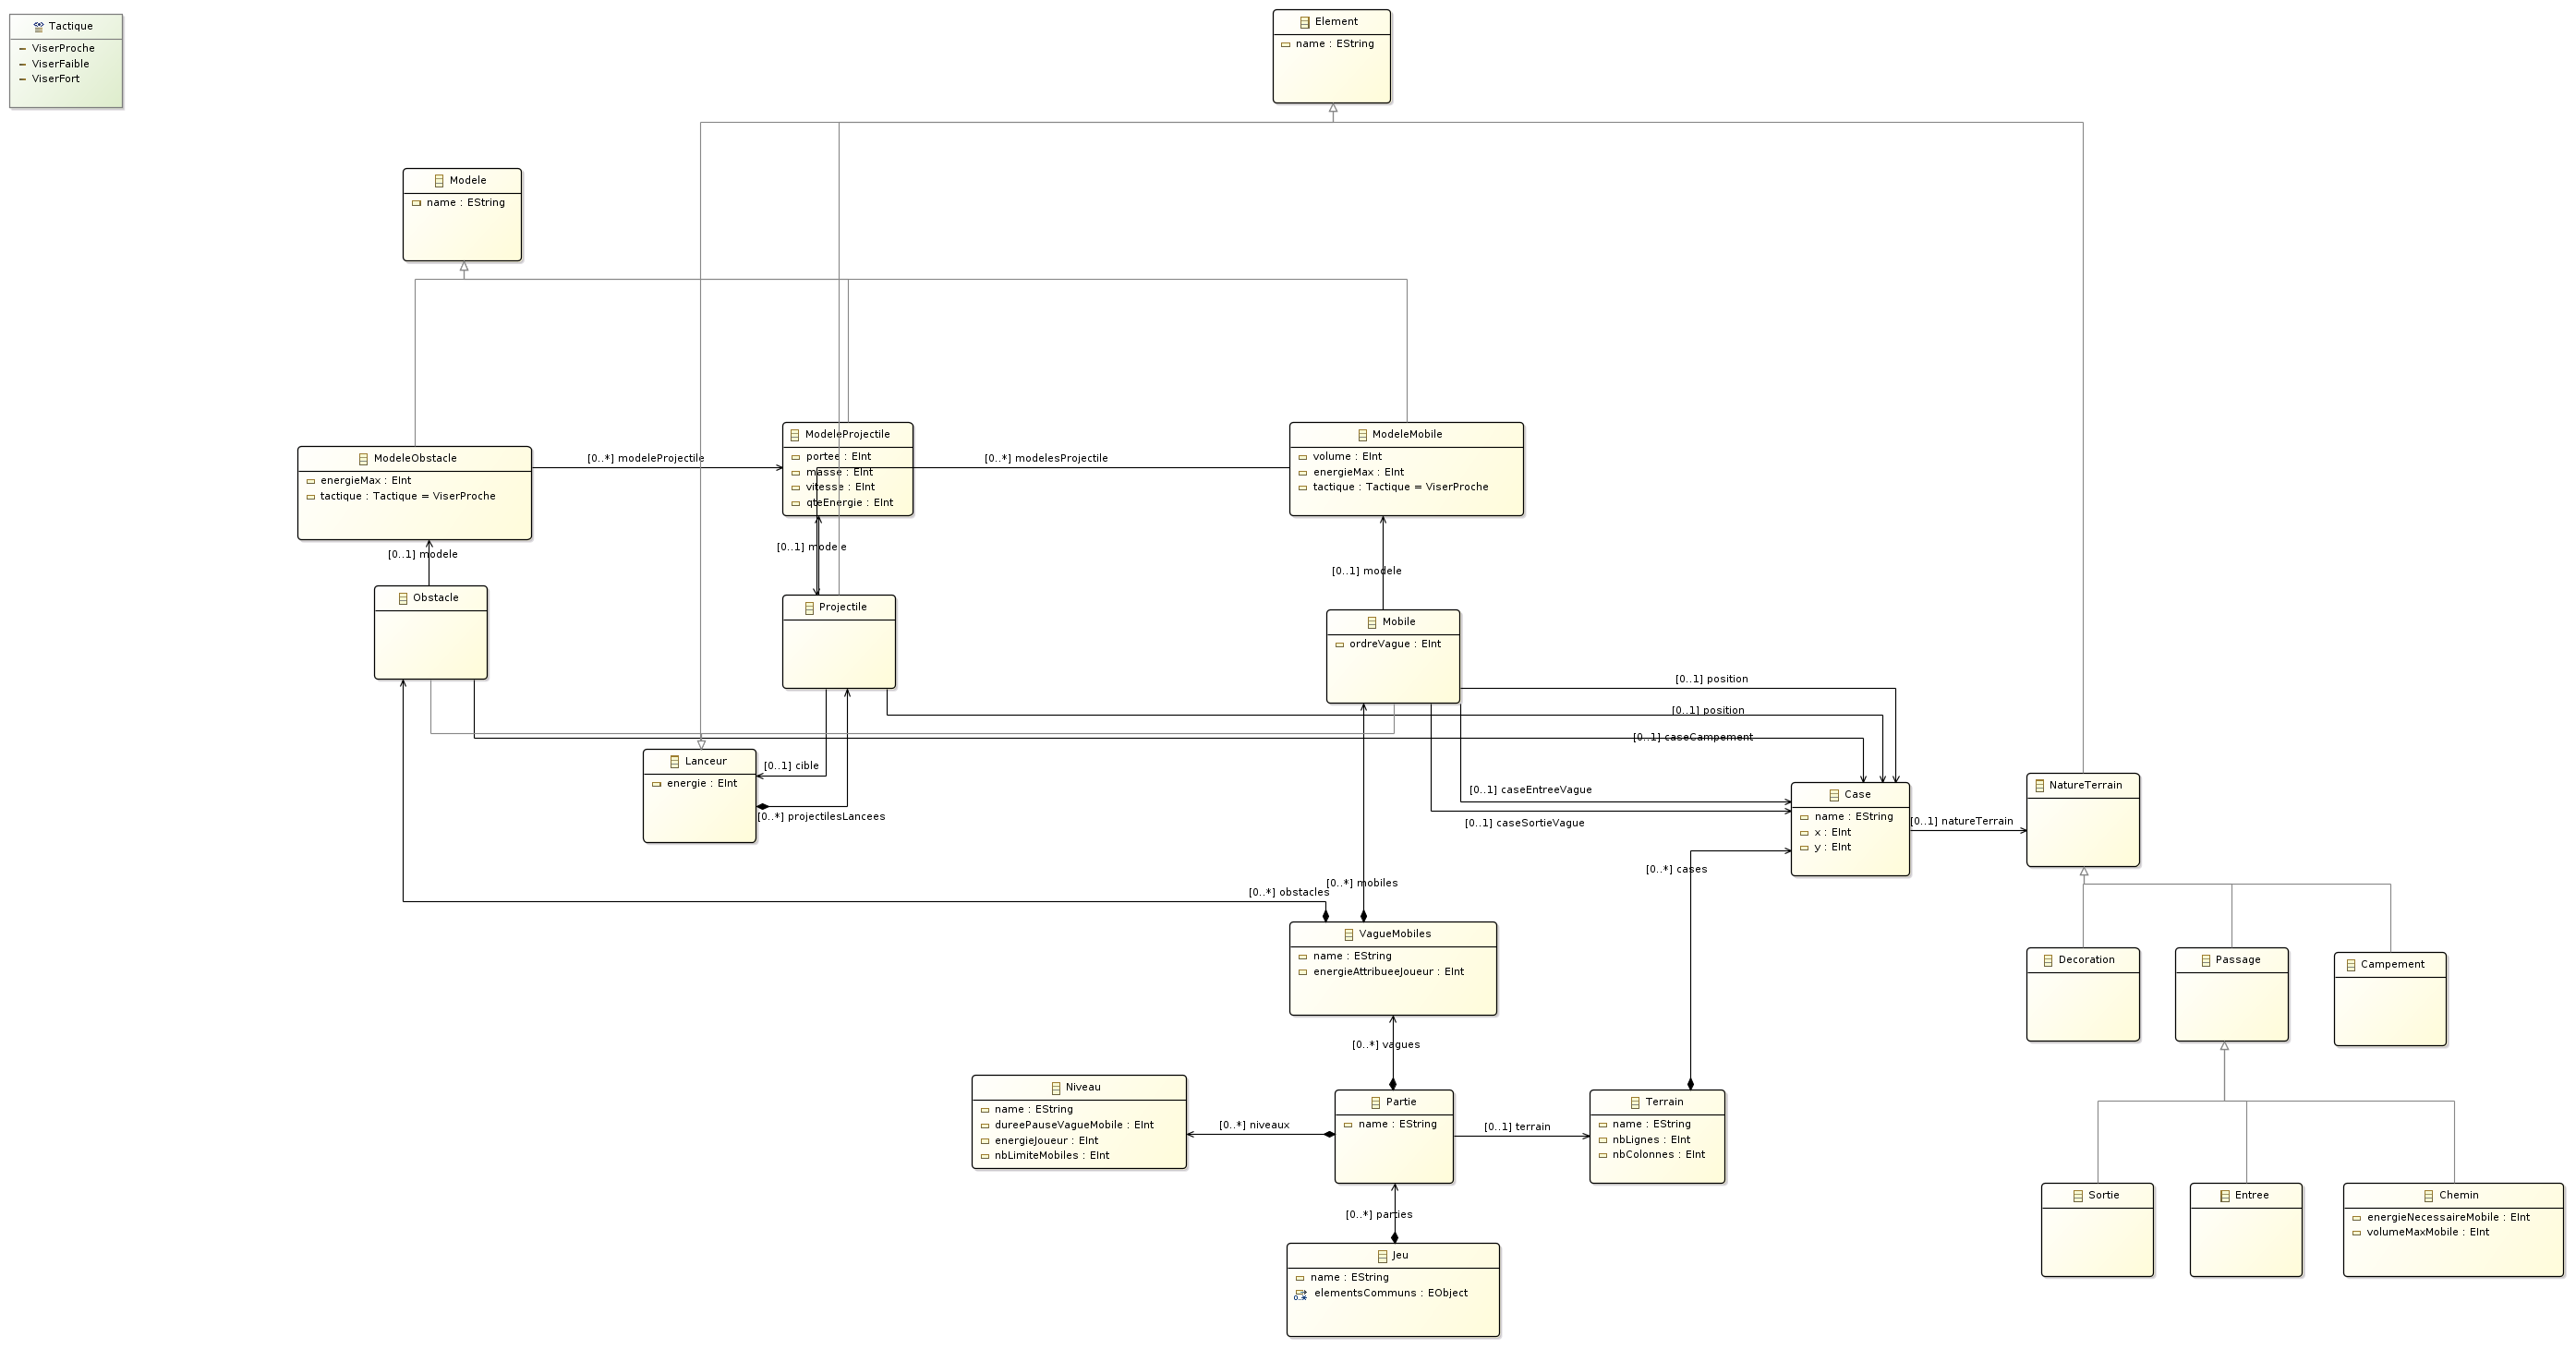 Tactique
ViserProche
ViserFaible
ViserFort
Element
name : EString
Modele
name : EString
ModeleObstacle
energieMax : EInt
tactique : Tactique = ViserProche
[0..*] modeleProjectile
ModeleProjectile
portee : EInt
masse : EInt
vitesse : EInt
qteEnergie : EInt
[0..*] modelesProjectile
ModeleMobile
volume : EInt
energieMax : EInt
tactique : Tactique = ViserProche
[0..1] modele
[0..1] modele
[0..1] modele
Obstacle
Projectile
Mobile
ordreVague : EInt
[0..1] position
[0..1] position
[0..1] caseCampement
Lanceur
energie : EInt
[0..1] cible
[0..*] projectilesLancees
[0..1] caseEntreeVague
[0..1] caseSortieVague
Case
name : EString
x : EInt
y : EInt
[0..1] natureTerrain
NatureTerrain
[0..*] cases
[0..*] mobiles
[0..*] obstacles
VagueMobiles
name : EString
energieAttribueeJoueur : EInt
Decoration
Passage
Campement
[0..*] vagues
Niveau
name : EString
dureePauseVagueMobile : EInt
energieJoueur : EInt
nbLimiteMobiles : EInt
[0..*] niveaux
Partie
name : EString
[0..1] terrain
Terrain
name : EString
nbLignes : EInt
nbColonnes : EInt
[0..*] parties
Sortie
Entree
Chemin
energieNecessaireMobile : EInt
volumeMaxMobile : EInt
Jeu
name : EString
elementsCommuns : EObject